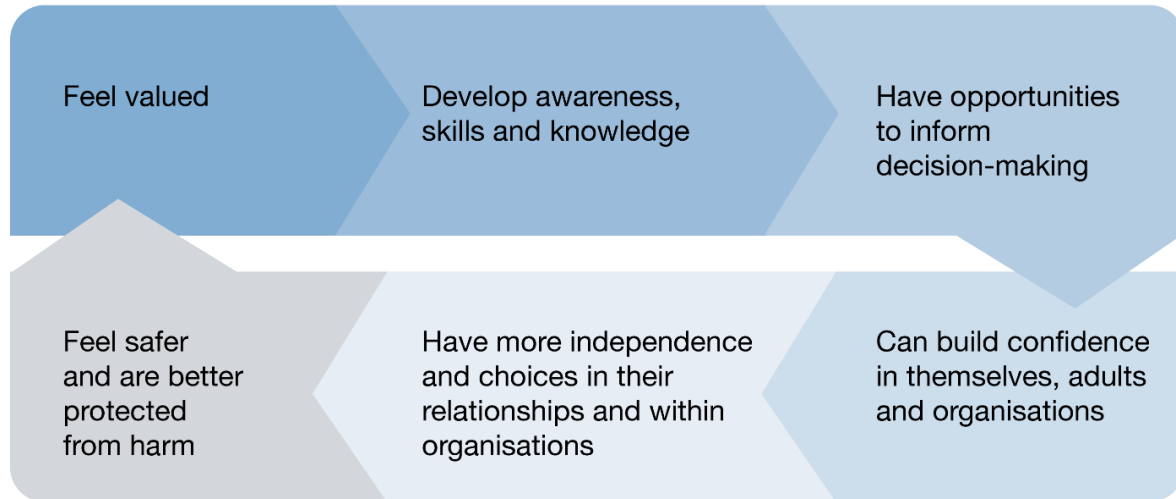 Feel valued
Develop awareness,
skills and knowledge
Have opportunities
to inform
decision-making
Can build confidence
in themselves, adults
and organisations
Have more independence
and choices in their
relationships and within
organisations
Feel safer
and are better
protected
from harm